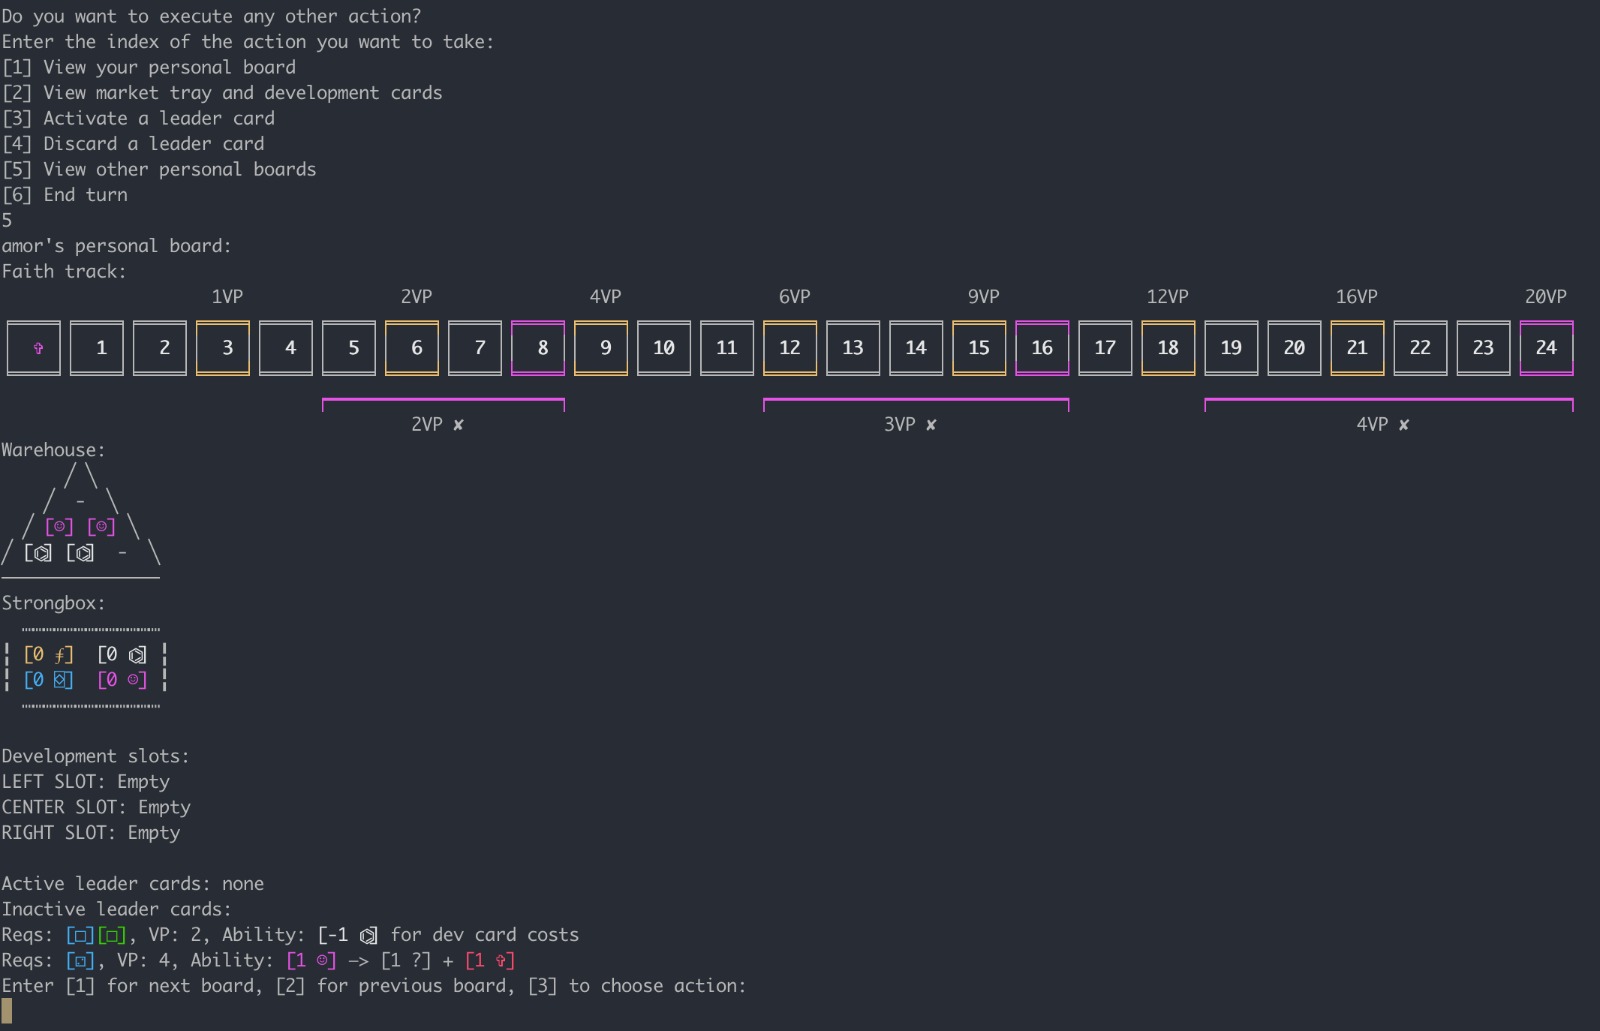 Do you want to execute any other action?
Enter the index of the action you want to take:
[1] View your personal board
[2] View market tray and development cards
[3] Activate a leader card
[4] Discard a leader card
[5] View other personal boards
[6] End turn
5
amor's personal board:
Faith track:
1VP 2VP 4VP 6VP 9VP 12VP 16VP 20VP
✞ 1 2 3 4 5 6 7 8 9 10 11 12 13 14 15 16 17 18 19 20 21 22 23 24
2VP ✘ 3VP ✘ 4VP ✘
Warehouse:
-
[☺] [☺]
[⌬] [⌬] -
Strongbox:
[0 ƒ] [0 ⌬]
[0 ⍰] [0 ☺]
Development slots:
LEFT SLOT: Empty
CENTER SLOT: Empty
RIGHT SLOT: Empty
Active leader cards: none
Inactive leader cards:
Reqs: [□][□], VP: 2, Ability: [-1 ⌬] for dev card costs
Reqs: [⚀], VP: 4, Ability: [1 ☺] —> [1 ?] + [1 ✞]
Enter [1] for next board, [2] for previous board, [3] to choose action: